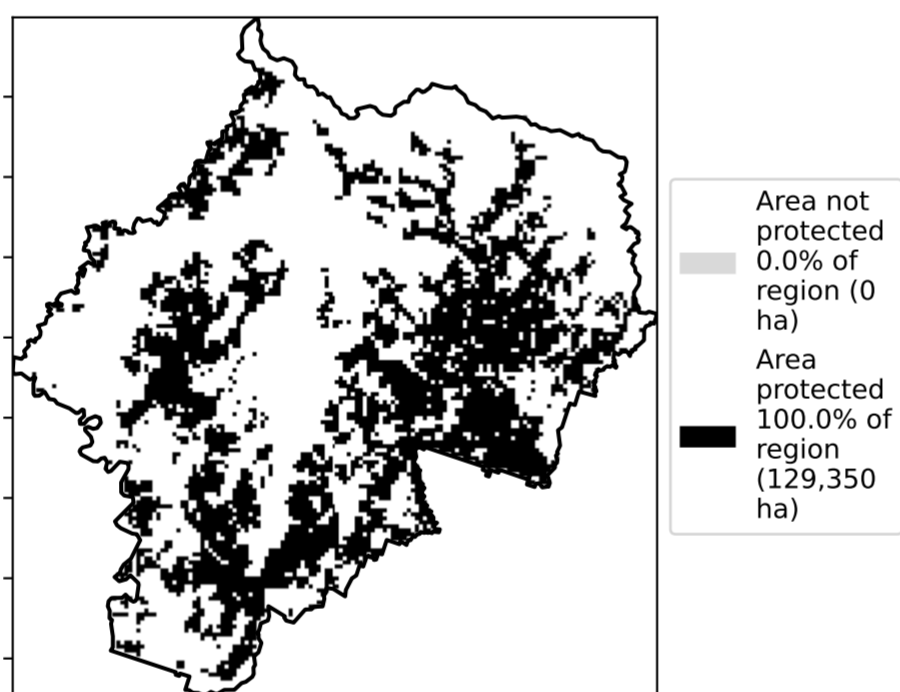 Area not
protected
0.0% of
region (0
ha)
Area
protected
100.0% of
region
(129,350
ha)